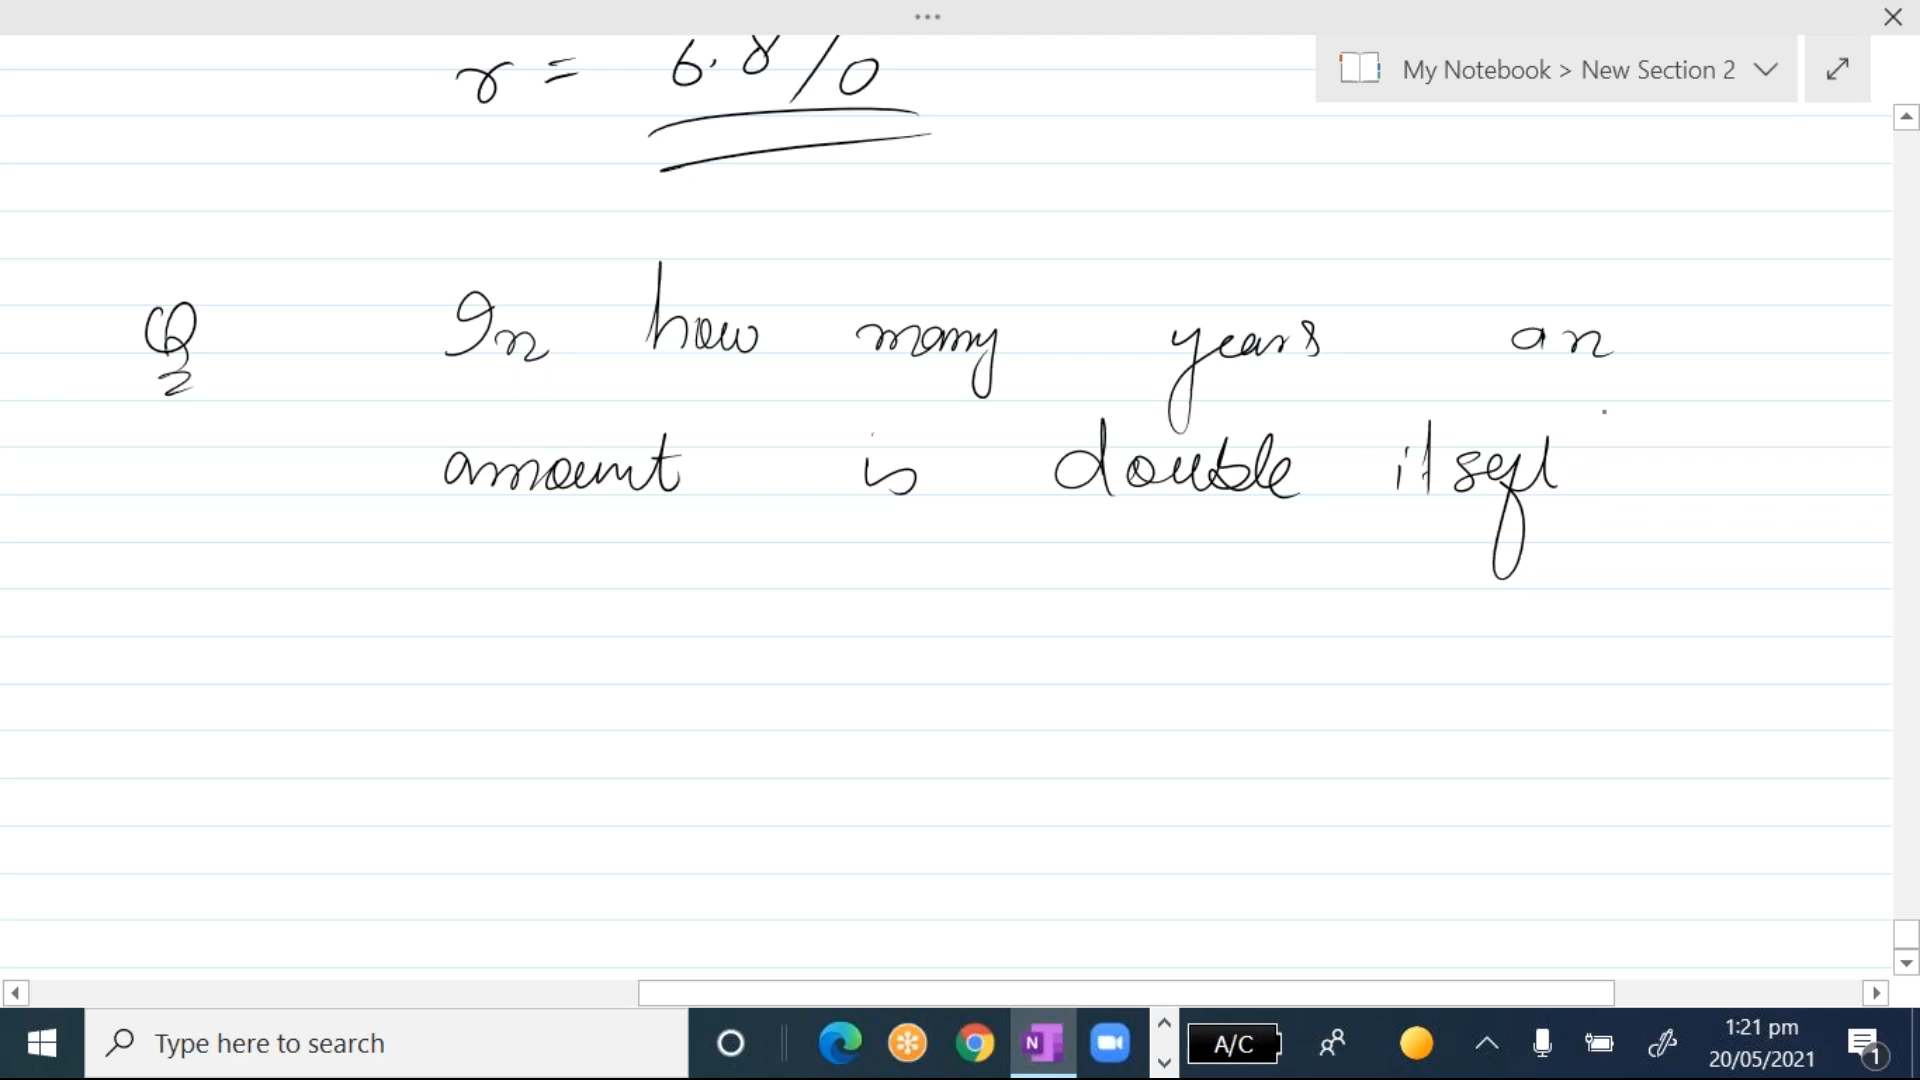 r = 6.8%
My Notebook > New Section 2
Q2 In how many years an
amount is double itself
Type here to search
N
A/C
1:21 pm
20/05/2021
1